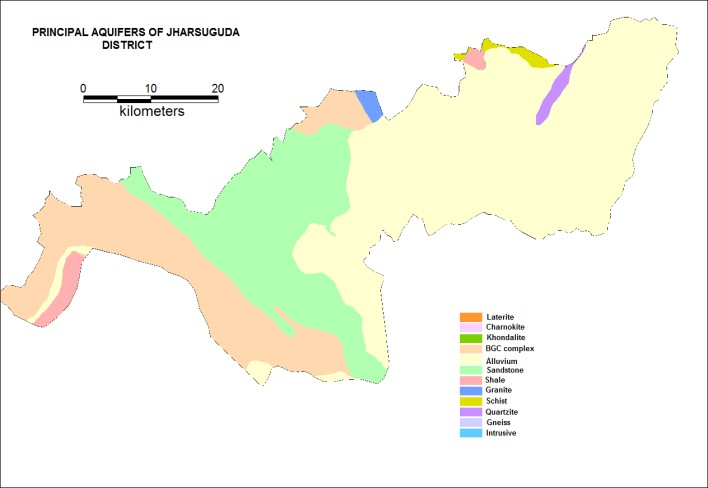 PRINCIPAL AQUIFERS OF JHARSUGUDA
DISTRICT
0 10 20
kilometers
Laterite
Charnokite
Khondalite
BGC complex
Alluvium
Sandstone
Shale
Granite
Schist
Quartzite
Gneiss
Intrusive